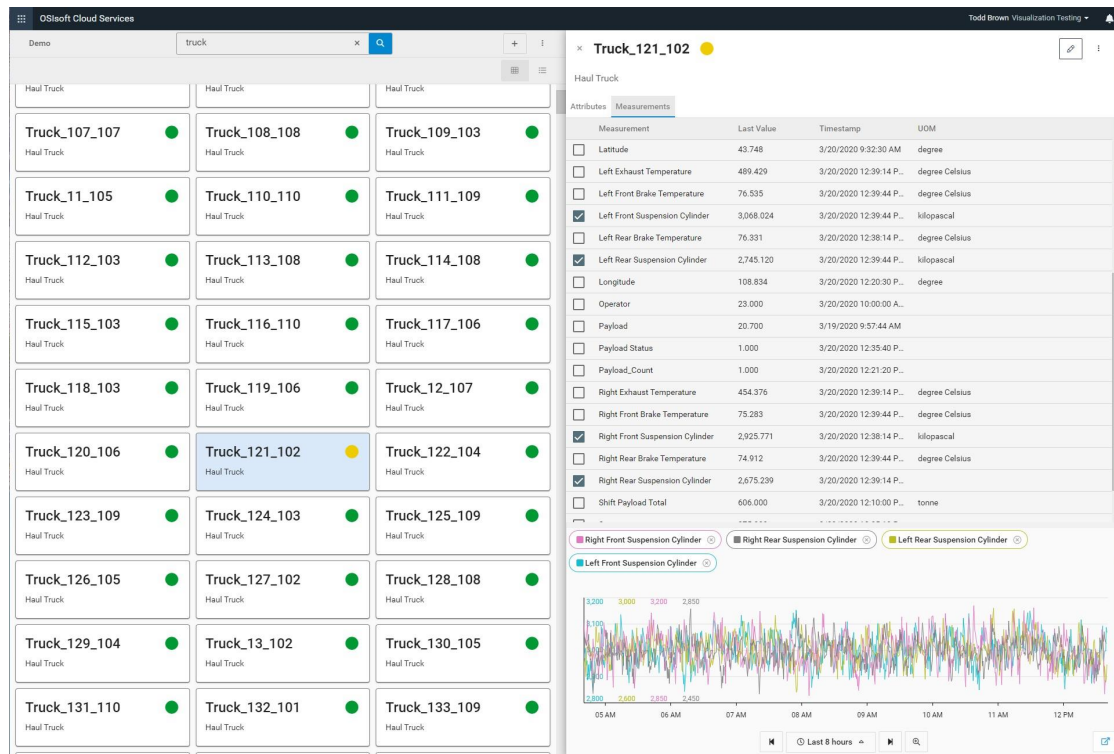 OSIsoft Cloud Services
Todd Brown Visualization Testing
Demo
truck
Haul Truck Haul Truck Haul Truck
Truck_107_107 Truck_108_108 Truck_109_103
Haul Truck Haul Truck Haul Truck
Truck_11_105 Truck_110_110 Truck_111_109
Haul Truck Haul Truck Haul Truck
Truck_112_103 Truck_113_108 Truck_114_108
Haul Truck Haul Truck Haul Truck
Truck_115_103 Truck_116_110 Truck_117_106
Haul Truck Haul Truck Haul Truck
Truck_118_103 Truck_119_106 Truck_12_107
Haul Truck Haul Truck Haul Truck
Truck_120_106 Truck_121_102 Truck_122_104
Haul Truck Haul Truck Haul Truck
Truck_123_109 Truck_124_103 Truck_125_109
Haul Truck Haul Truck Haul Truck
Truck_126_105 Truck_127_102 Truck_128_108
Haul Truck Haul Truck Haul Truck
Truck_129_104 Truck_13_102 Truck_130_105
Haul Truck Haul Truck Haul Truck
Truck_131_110 Truck_132_101 Truck_133_109
Haul Truck Haul Truck Haul Truck
Truck_121_102
Haul Truck
Attributes Measurements
Measurement Last Value Timestamp UOM
Latitude 43.748 3/20/2020 9:32:30 AM degree
Left Exhaust Temperature 489.429 3/20/2020 12:39:14 P... degree Celsius
Left Front Brake Temperature 76.535 3/20/2020 12:39:44 P... degree Celsius
Left Front Suspension Cylinder 3,068.024 3/20/2020 12:39:44 P... kilopascal
Left Rear Brake Temperature 76.331 3/20/2020 12:38:14 P... degree Celsius
Left Rear Suspension Cylinder 2,745.120 3/20/2020 12:39:44 P... kilopascal
Longitude 108.834 3/20/2020 12:20:30 P... degree
Operator 23.000 3/20/2020 10:00:00 A...
Payload 20.700 3/19/2020 9:57:44 AM
Payload Status 1.000 3/20/2020 12:35:40 P...
Payload_Count 1.000 3/20/2020 12:21:20 P...
Right Exhaust Temperature 454.376 3/20/2020 12:39:14 P... degree Celsius
Right Front Brake Temperature 75.283 3/20/2020 12:39:44 P... degree Celsius
Right Front Suspension Cylinder 2,925.771 3/20/2020 12:38:14 P... kilopascal
Right Rear Brake Temperature 74.912 3/20/2020 12:39:44 P... degree Celsius
Right Rear Suspension Cylinder 2,675.239 3/20/2020 12:39:14 P...
Shift Payload Total 606.000 3/20/2020 12:10:00 P... tonne
Right Front Suspension Cylinder Right Rear Suspension Cylinder Left Rear Suspension Cylinder
Left Front Suspension Cylinder
3,200 3,000 3,200 2,850
2,800 2,600 2,650 2,450
05 AM 06 AM 07 AM 08 AM 09 AM 10 AM 11 AM 12 PM
Last 8 hours